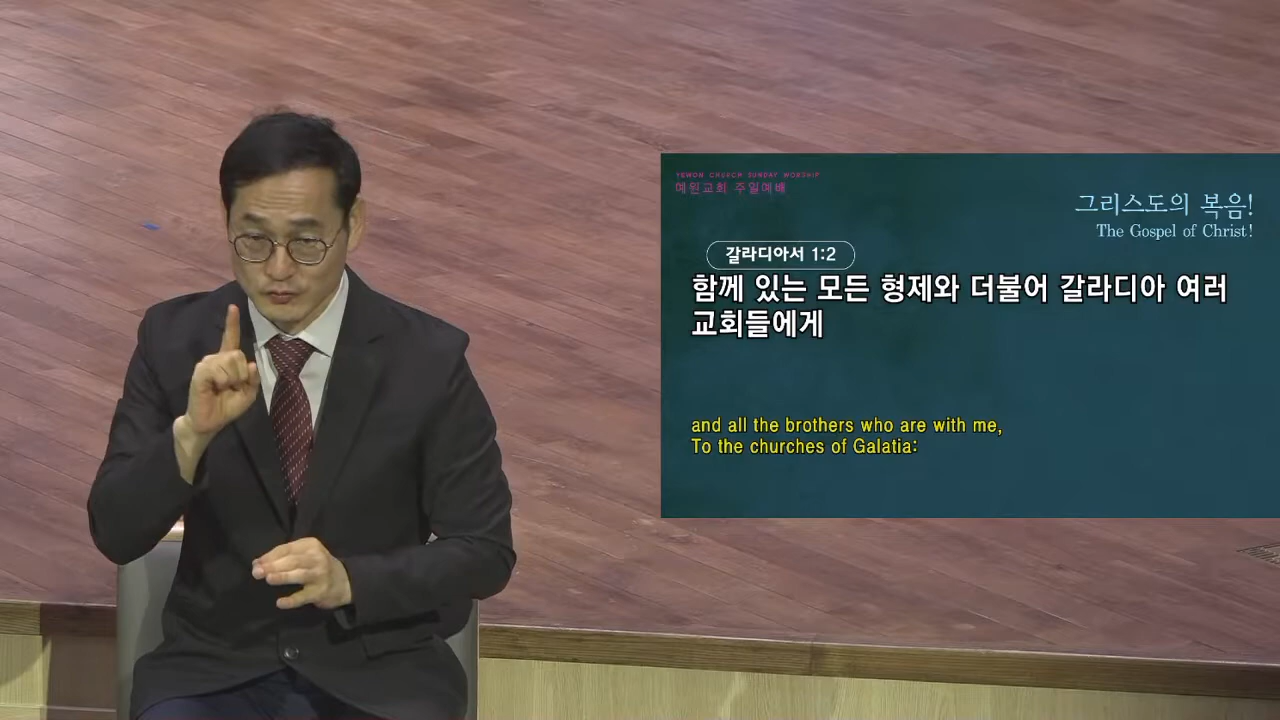 YEWON CHURCH SUNDAY WORSHIP
예원교회 주일예배
그리스도의 복음!
The Gospel of Christ!
갈라디아서 1:2
함께 있는 모든 형제와 더불어 갈라디아 여러
교회들에게
and all the brothers who are with me,
To the churches of Galatia: